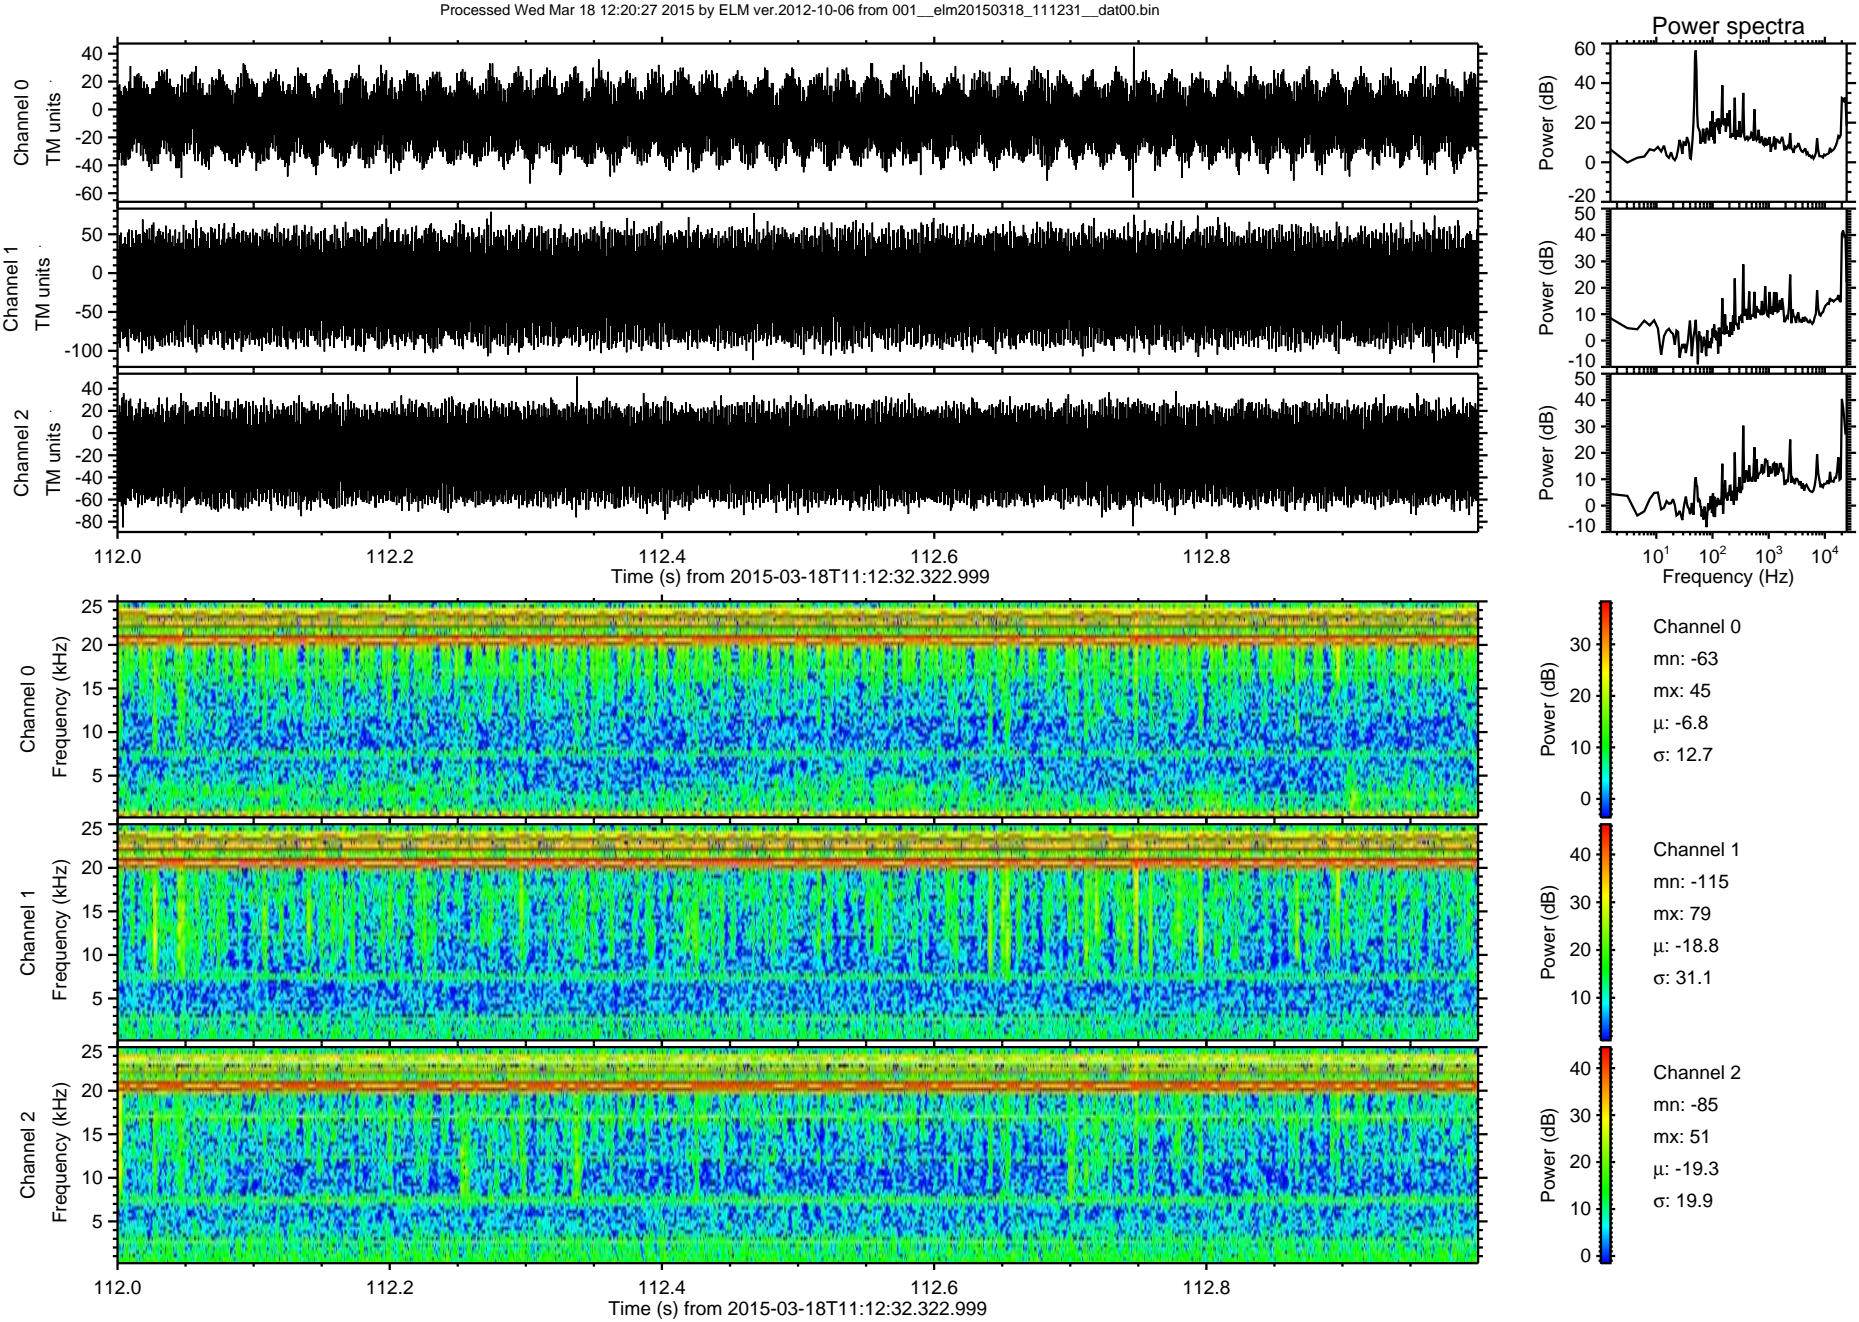 Processed Wed Mar 18 12:20:27 2015 by ELM ver.2012-10-06 from 001__elm20150318_111231__dat00.bin
Power spectra
Channel 0
TM units
40
20
0
-20
-40
-60
Power (dB)
60
40
20
0
-20
Channel 1
TM units
50
0
-50
-100
Power (dB)
50
40
30
20
10
0
-10
Channel 2
TM units
40
20
0
-20
-40
-60
-80
Power (dB)
50
40
30
20
10
0
-10
112.0 112.2 112.4 112.6 112.8
Time (s) from 2015-03-18T11:12:32.322.999
10^1 10^2 10^3 10^4
Frequency (Hz)
Channel 0
Frequency (kHz)
25
20
15
10
5
Power (dB)
30
20
10
0
Channel 0
mn: -63
mx: 45
μ: -6.8
σ: 12.7
Channel 1
Frequency (kHz)
25
20
15
10
5
Power (dB)
40
30
20
10
Channel 1
mn: -115
mx: 79
μ: -18.8
σ: 31.1
Channel 2
Frequency (kHz)
25
20
15
10
5
Power (dB)
40
30
20
10
0
Channel 2
mn: -85
mx: 51
μ: -19.3
σ: 19.9
112.0 112.2 112.4 112.6 112.8
Time (s) from 2015-03-18T11:12:32.322.999